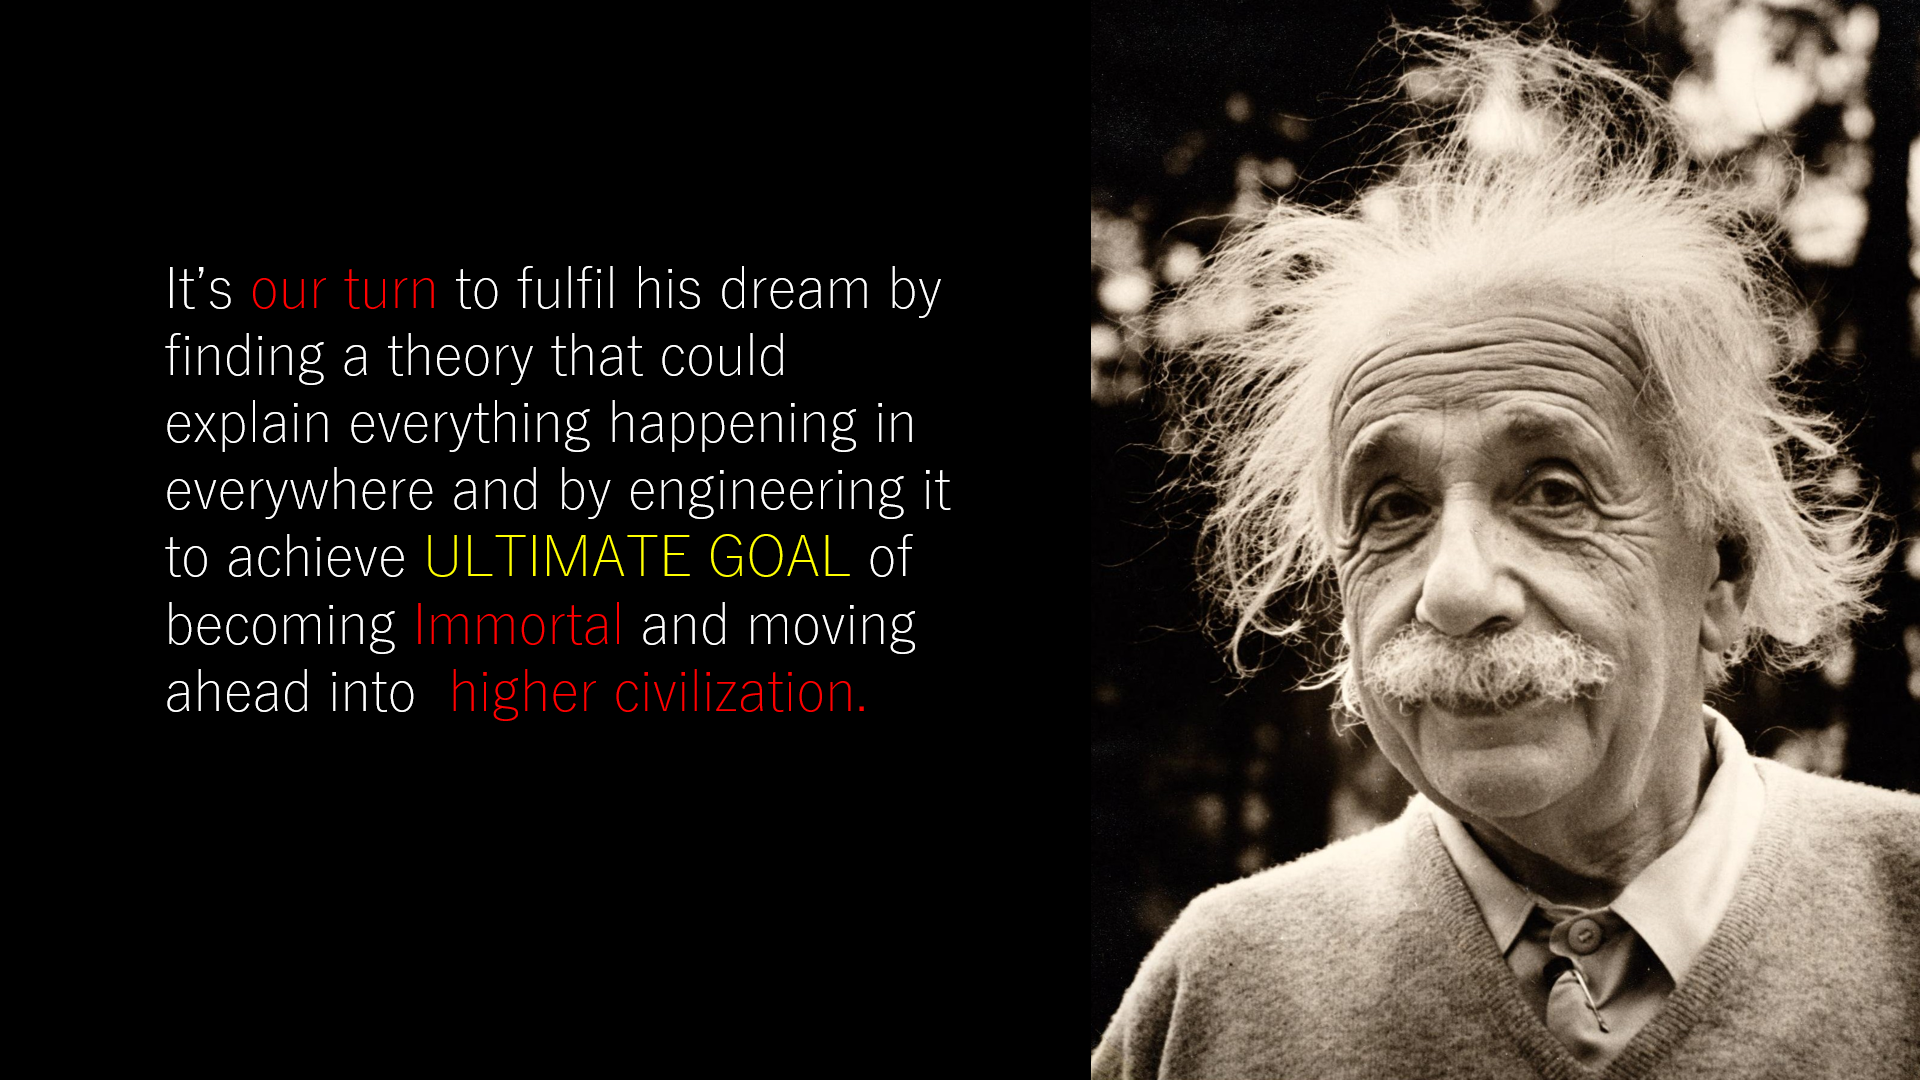 It’s our turn to fulfil his dream by
finding a theory that could
explain everything happening in
everywhere and by engineering it
to achieve ULTIMATE GOAL of
becoming Immortal and moving
ahead into  higher civilization.